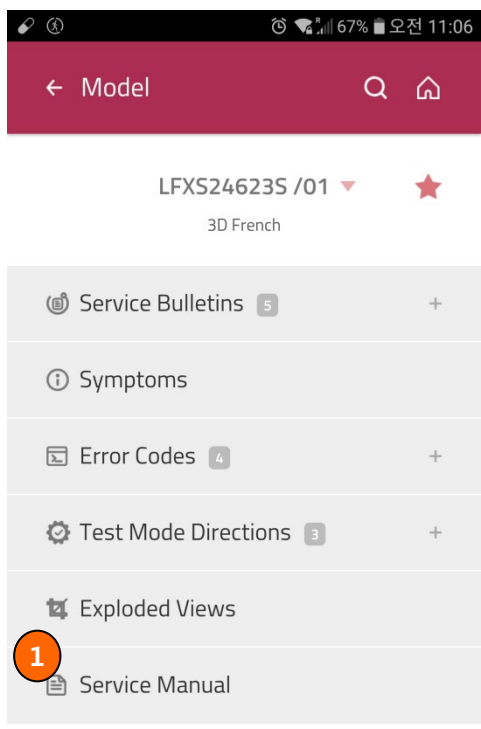 67% 오전 11:06
← Model
LFXS24623S /01
3D French
Service Bulletins 5
Symptoms
Error Codes 4
Test Mode Directions 3
Exploded Views
1
Service Manual